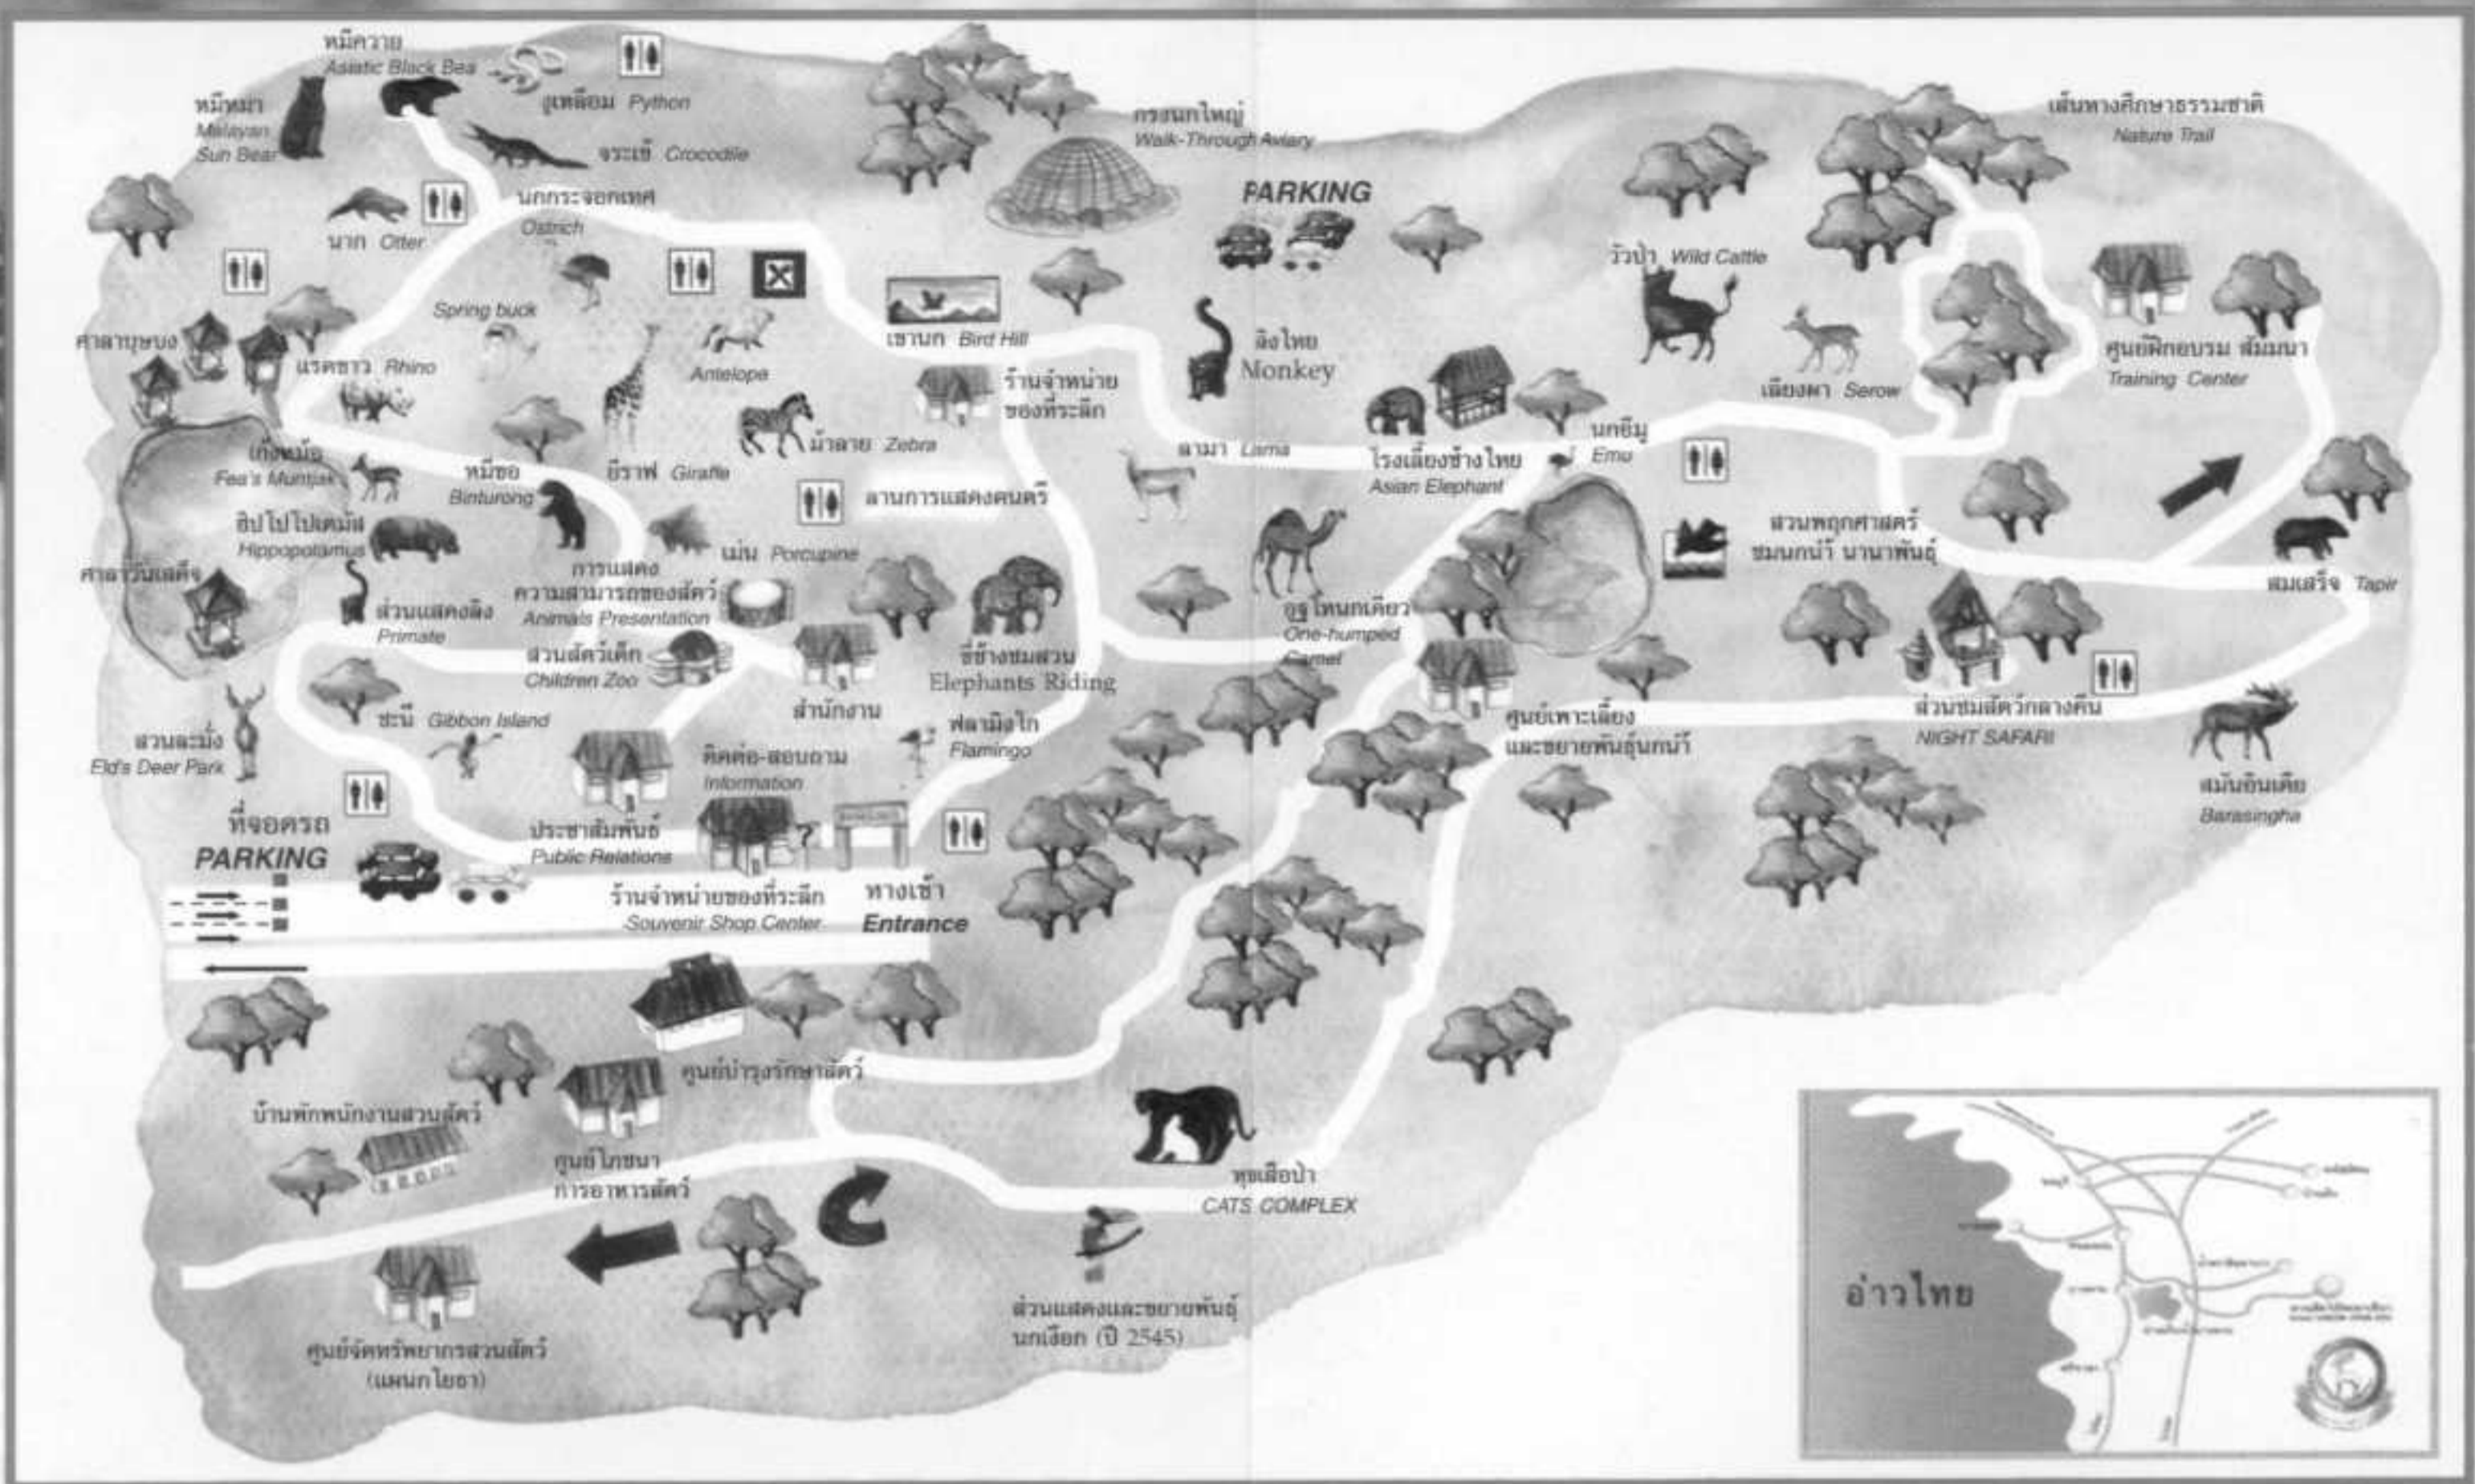 หมีควาย
Asiatic Black Bea
หมีหมา
Malayan
Sun Bear
งูเหลือม Python
จระเข้ Crocodile
กรงนกใหญ่
Walk-Through Aviary
เส้นทางศึกษาธรรมชาติ
Nature Trail
PARKING
นกกระจอกเทศ
Ostrich
นาก Otter
วัวป่า Wild Cattle
Spring buck
ศาลาบุษบง
แรดขาว Rhino
Antelope
เขานก Bird Hill
ลิงไทย
Monkey
ศูนย์ฝึกอบรม สัมมนา
Training Center
ร้านจำหน่าย
ของที่ระลึก
เลียงผา Serow
ม้าลาย Zebra
ลามา Lama
นกอีมู
Emu
เก้งหม้อ
Fea's Muntjak
หมีขอ
Binturong
ยีราฟ Giraffe
โรงเลี้ยงช้างไทย
Asian Elephant
ลานการแสดงดนตรี
ฮิปโปโปเตมัส
Hippopotamus
เม่น Porcupine
สวนพฤกศาสตร์
ชมนกน้ำ นานาพันธุ์
ศาลาวันเสด็จ
การแสดง
ความสามารถของสัตว์
Animals Presentation
สมเสร็จ Tapir
ส่วนแสดงลิง
Primate
อูฐโหนกเดียว
One-humped
Camel
สวนสัตว์เด็ก
Children Zoo
ขี่ช้างชมสวน
Elephants Riding
สำนักงาน
ชะนี Gibbon Island
ฟลามิงโก
Flamingo
ศูนย์เพาะเลี้ยง
และขยายพันธุ์นกน้ำ
ส่วนชมสัตว์กลางคืน
NIGHT SAFARI
สวนละมั่ง
Eld's Deer Park
ติดต่อ-สอบถาม
Information
สมันอินเดีย
Barasingha
ที่จอดรถ
PARKING
ประชาสัมพันธ์
Public Relations
?
ร้านจำหน่ายของที่ระลึก
Souvenir Shop Center
ทางเข้า
Entrance
ศูนย์บำรุงรักษาสัตว์
บ้านพักพนักงานสวนสัตว์
ศูนย์โภชนา
การอาหารสัตว์
หุบเสือป่า
CATS COMPLEX
ส่วนแสดงและขยายพันธุ์
นกเงือก (ปี 2545)
ศูนย์จัดทรัพยากรสวนสัตว์
(แผนกโยธา)
อ่าวไทย